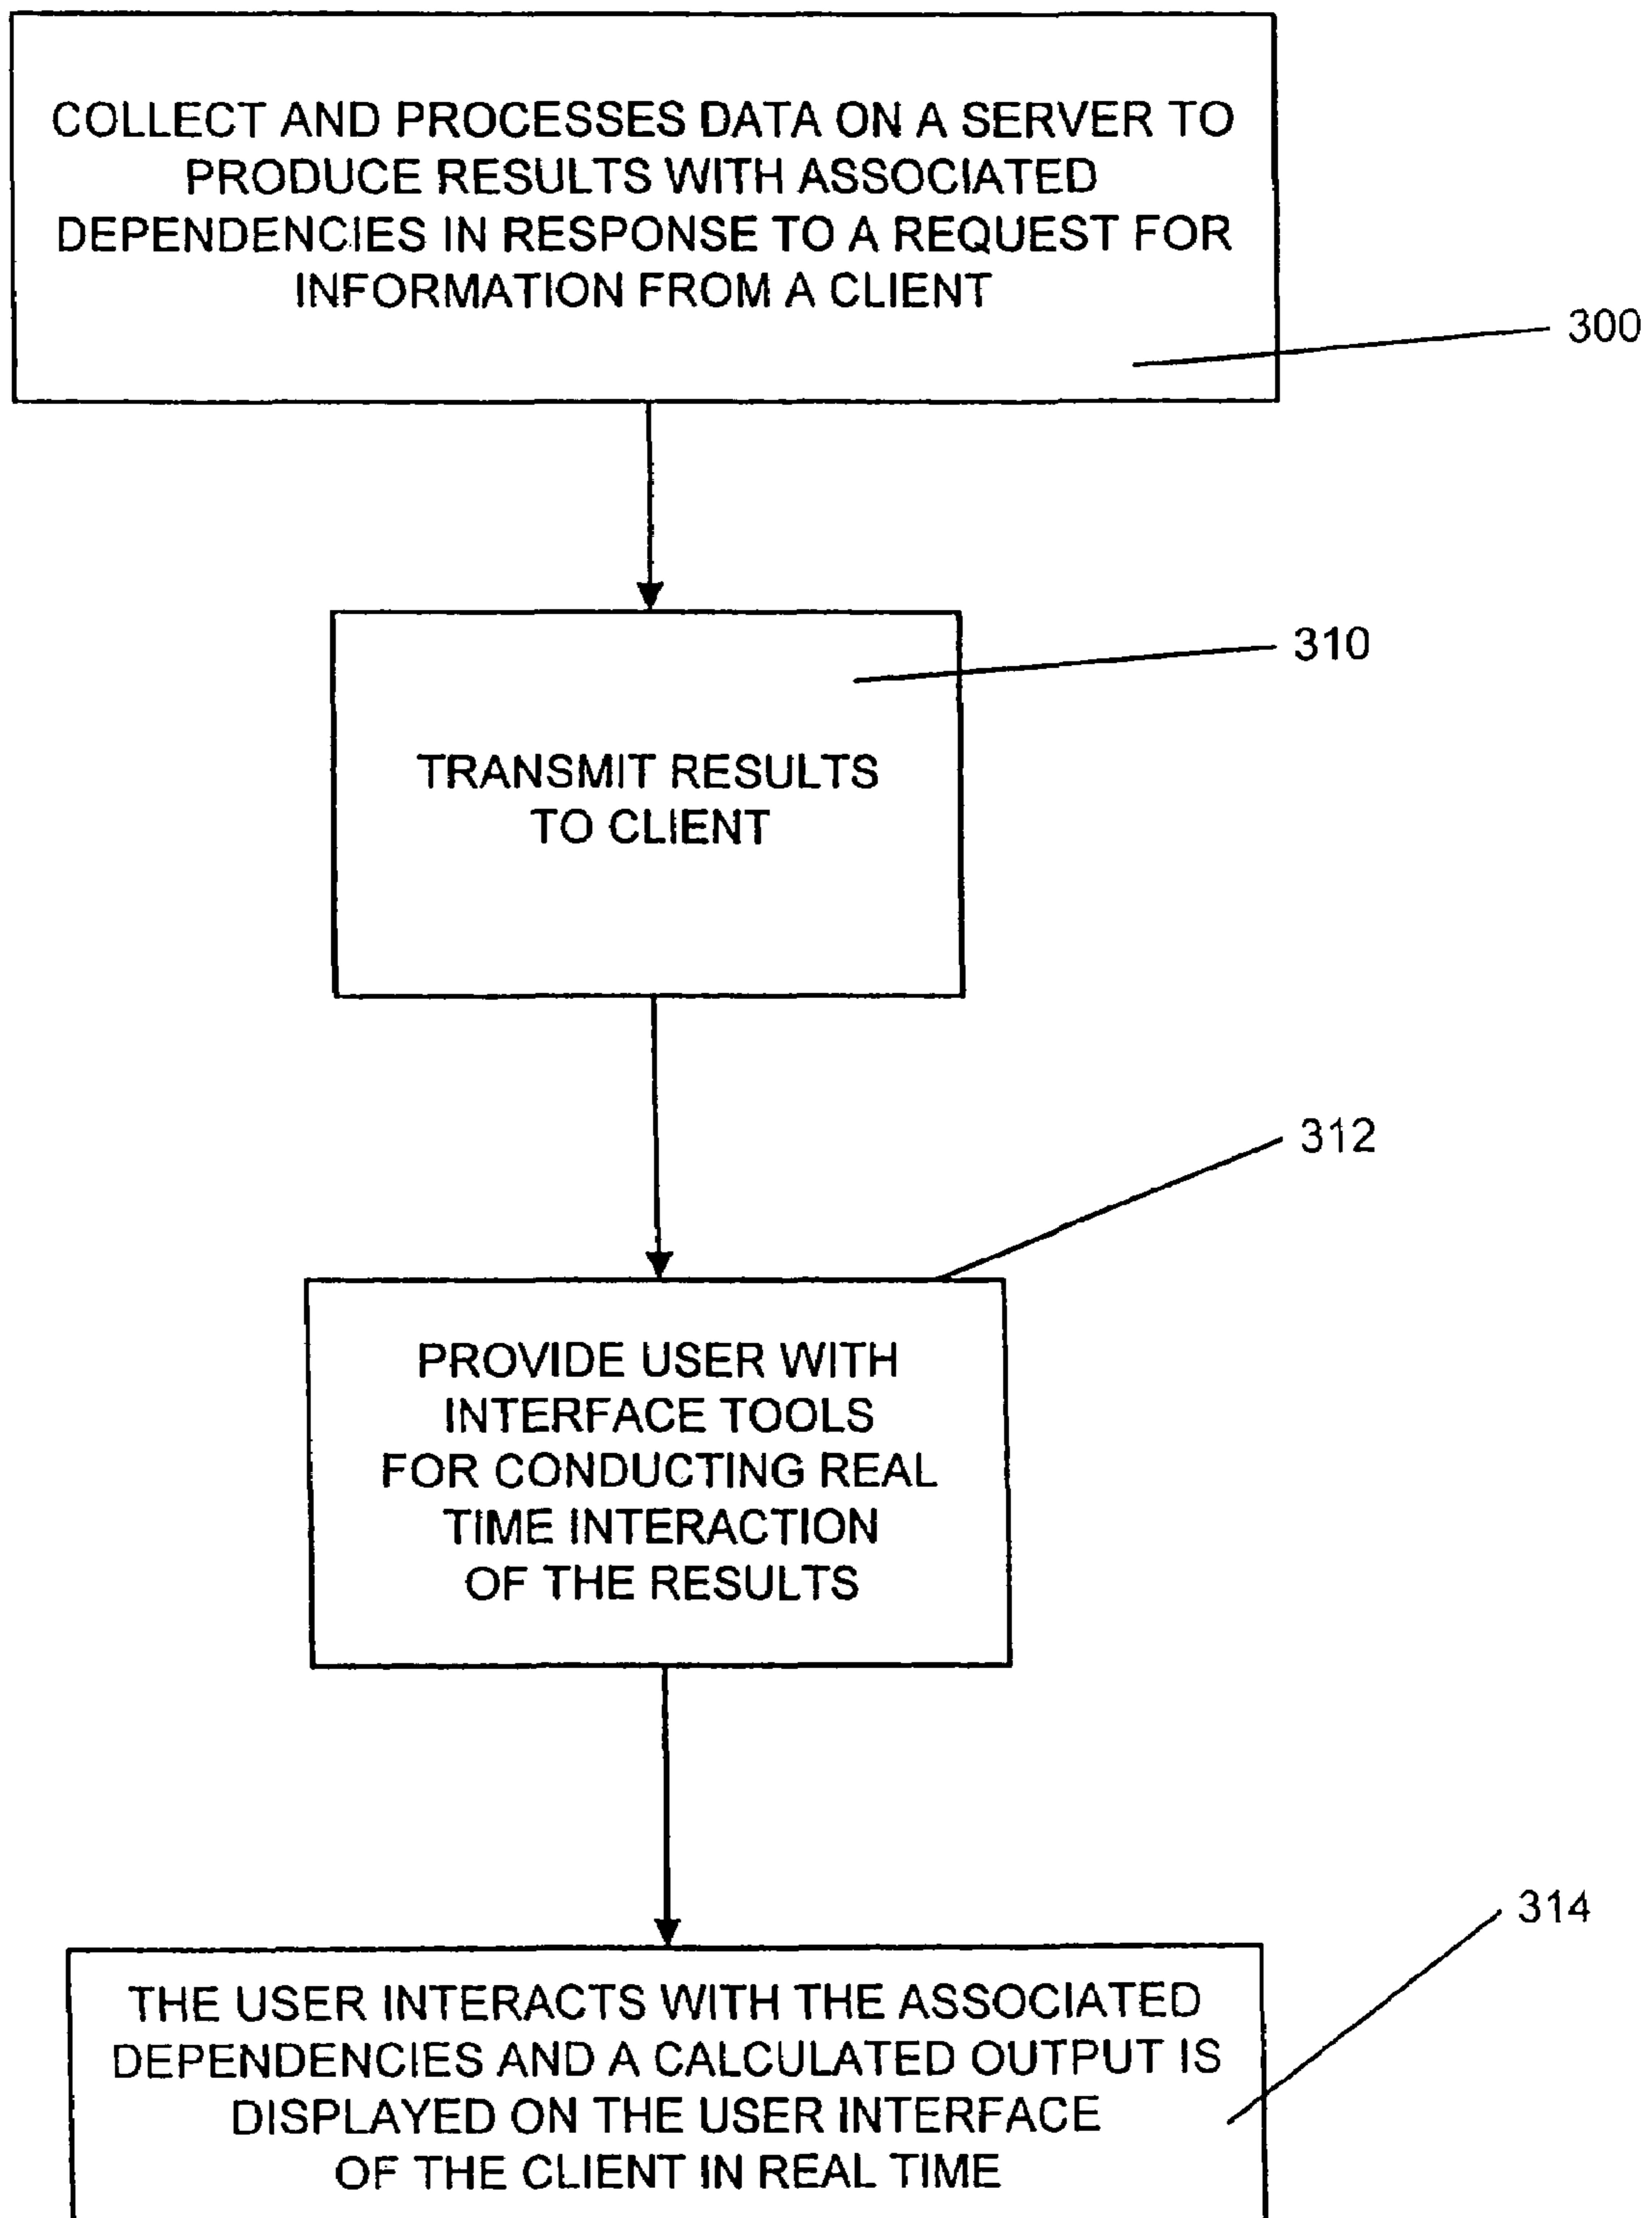 COLLECT AND PROCESSES DATA ON A SERVER TO
PRODUCE RESULTS WITH ASSOCIATED
DEPENDENCIES IN RESPONSE TO A REQUEST FOR
INFORMATION FROM A CLIENT
300
310
TRANSMIT RESULTS
TO CLIENT
312
PROVIDE USER WITH
INTERFACE TOOLS
FOR CONDUCTING REAL
TIME INTERACTION
OF THE RESULTS
314
THE USER INTERACTS WITH THE ASSOCIATED
DEPENDENCIES AND A CALCULATED OUTPUT IS
DISPLAYED ON THE USER INTERFACE
OF THE CLIENT IN REAL TIME